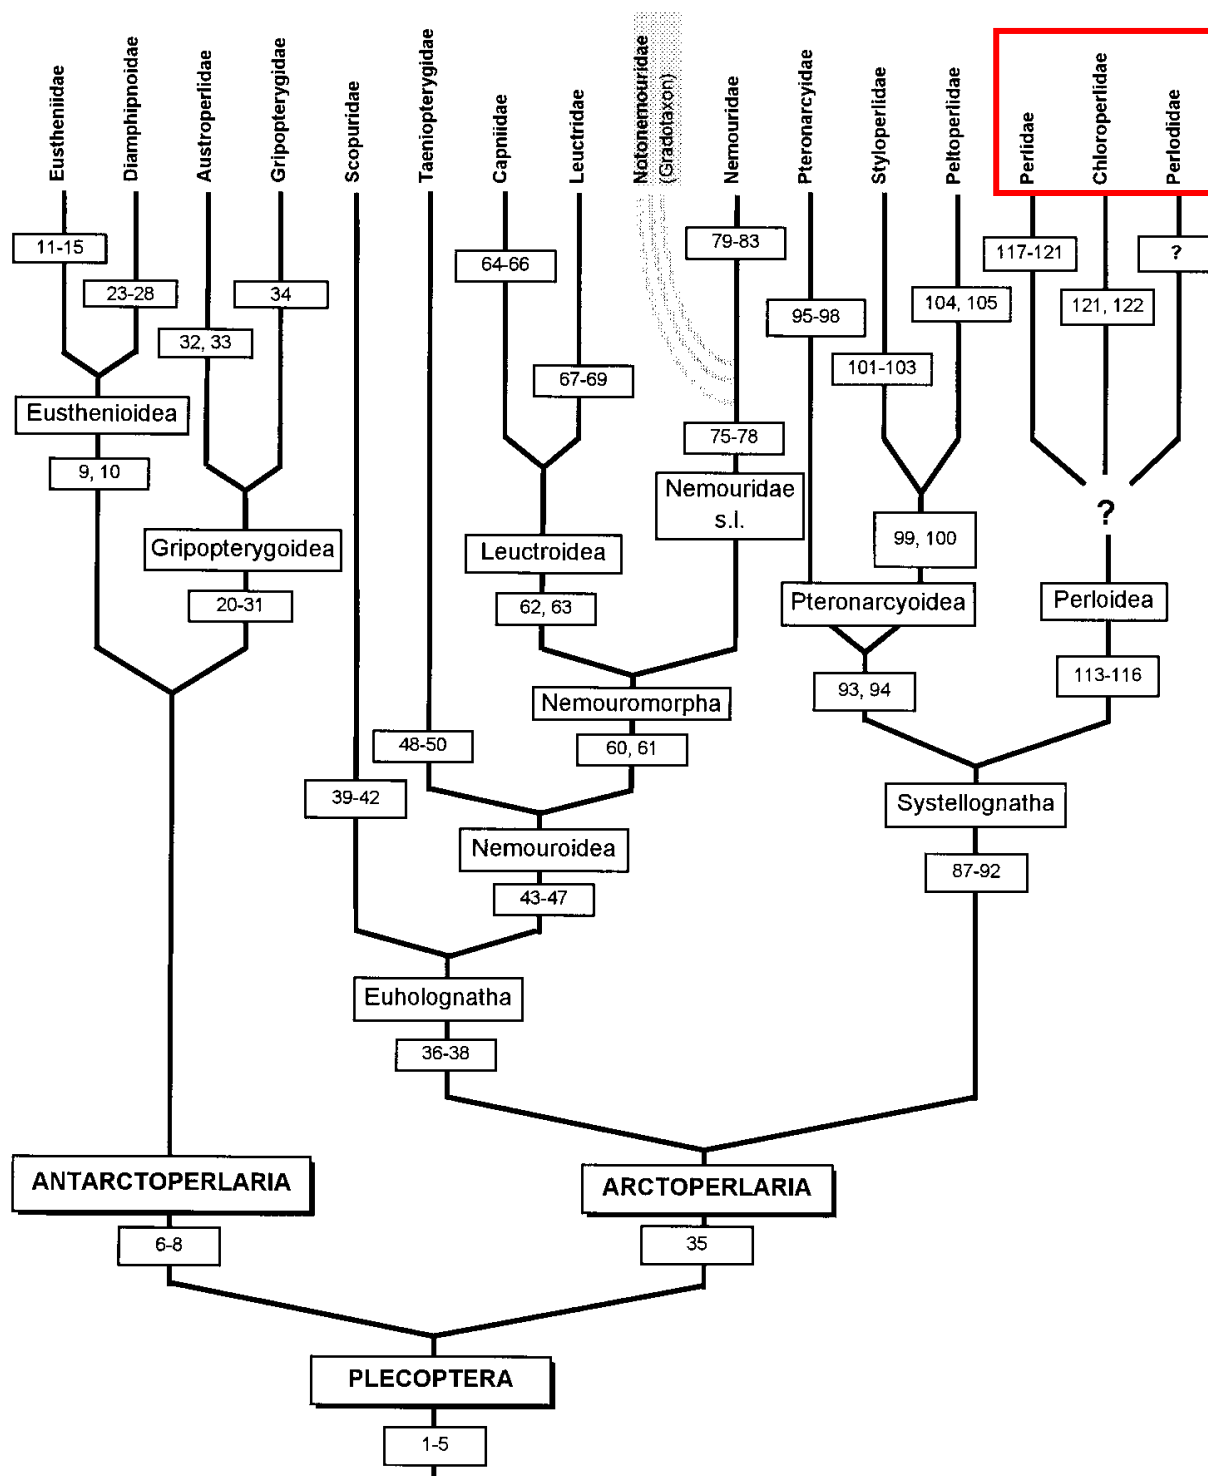 Eustheniidae
Diamphipnoidae
Austroperlidae
Gripopterygidae
Scopuridae
Taeniopterygidae
Capniidae
Leuctridae
Notonemouridae
(Gradotaxon)
Nemouridae
Pteronarcyidae
Styloperlidae
Peltoperlidae
Perlidae
Chloroperlidae
Perlodidae
11-15
23-28
32, 33
34
64-66
67-69
79-83
75-78
95-98
101-103
104, 105
117-121
121, 122
?
Eusthenioidea
9, 10
Gripopterygoidea
20-31
Leuctroidea
62, 63
Nemouridae
s.l.
99, 100
Pteronarcyoidea
93, 94
?
Perloidea
113-116
Nemouromorpha
60, 61
48-50
39-42
Nemouroidea
43-47
Systellognatha
87-92
Euholognatha
36-38
ANTARCTOPERLARIA
6-8
ARCTOPERLARIA
35
PLECOPTERA
1-5